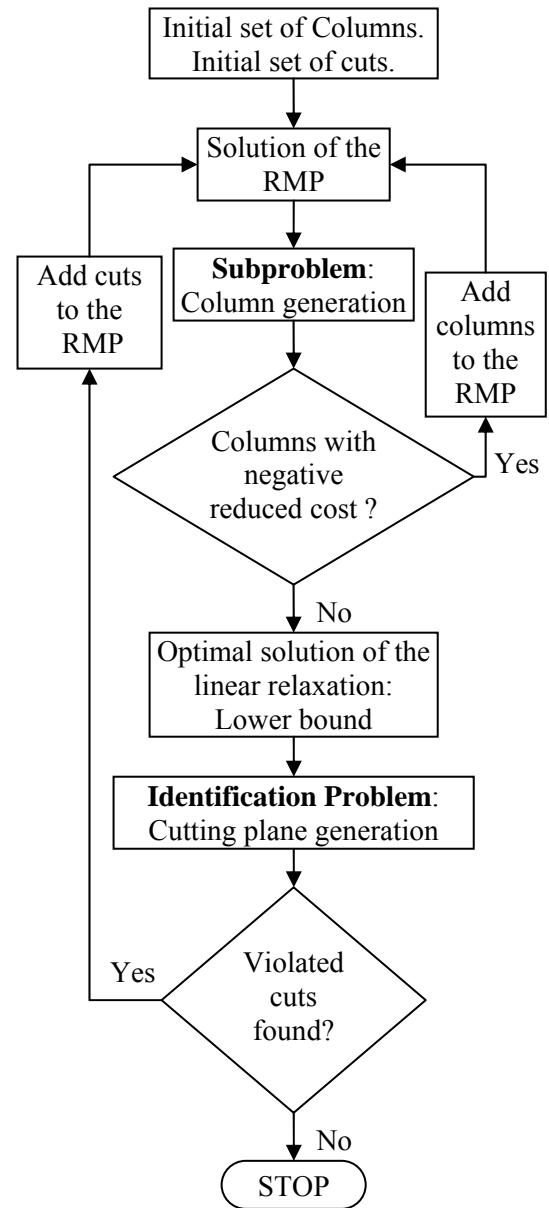 Initial set of Columns.
Initial set of cuts.
Solution of the
RMP
Add cuts
to the
RMP
Subproblem:
Column generation
Add
columns
to the
RMP
Columns with
negative
reduced cost ?
Yes
No
Optimal solution of the
linear relaxation:
Lower bound
Identification Problem:
Cutting plane generation
Yes
Violated
cuts
found?
No
STOP